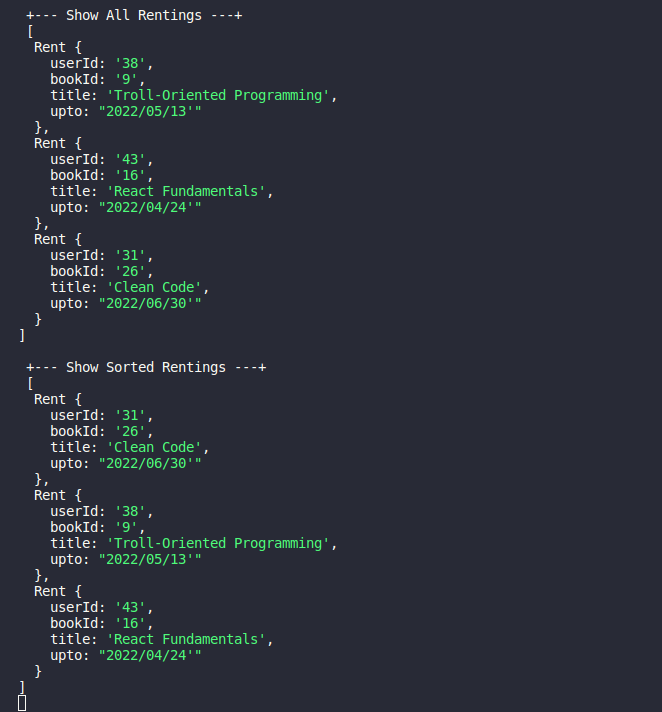 +--- Show All Rentings ---+
[
Rent {
userId: '38',
bookId: '9',
title: 'Troll-Oriented Programming',
upto: "2022/05/13'"
},
Rent {
userId: '43',
bookId: '16',
title: 'React Fundamentals',
upto: "2022/04/24'"
},
Rent {
userId: '31',
bookId: '26',
title: 'Clean Code',
upto: "2022/06/30'"
}
]
+--- Show Sorted Rentings ---+
[
Rent {
userId: '31',
bookId: '26',
title: 'Clean Code',
upto: "2022/06/30'"
},
Rent {
userId: '38',
bookId: '9',
title: 'Troll-Oriented Programming',
upto: "2022/05/13'"
},
Rent {
userId: '43',
bookId: '16',
title: 'React Fundamentals',
upto: "2022/04/24'"
}
]